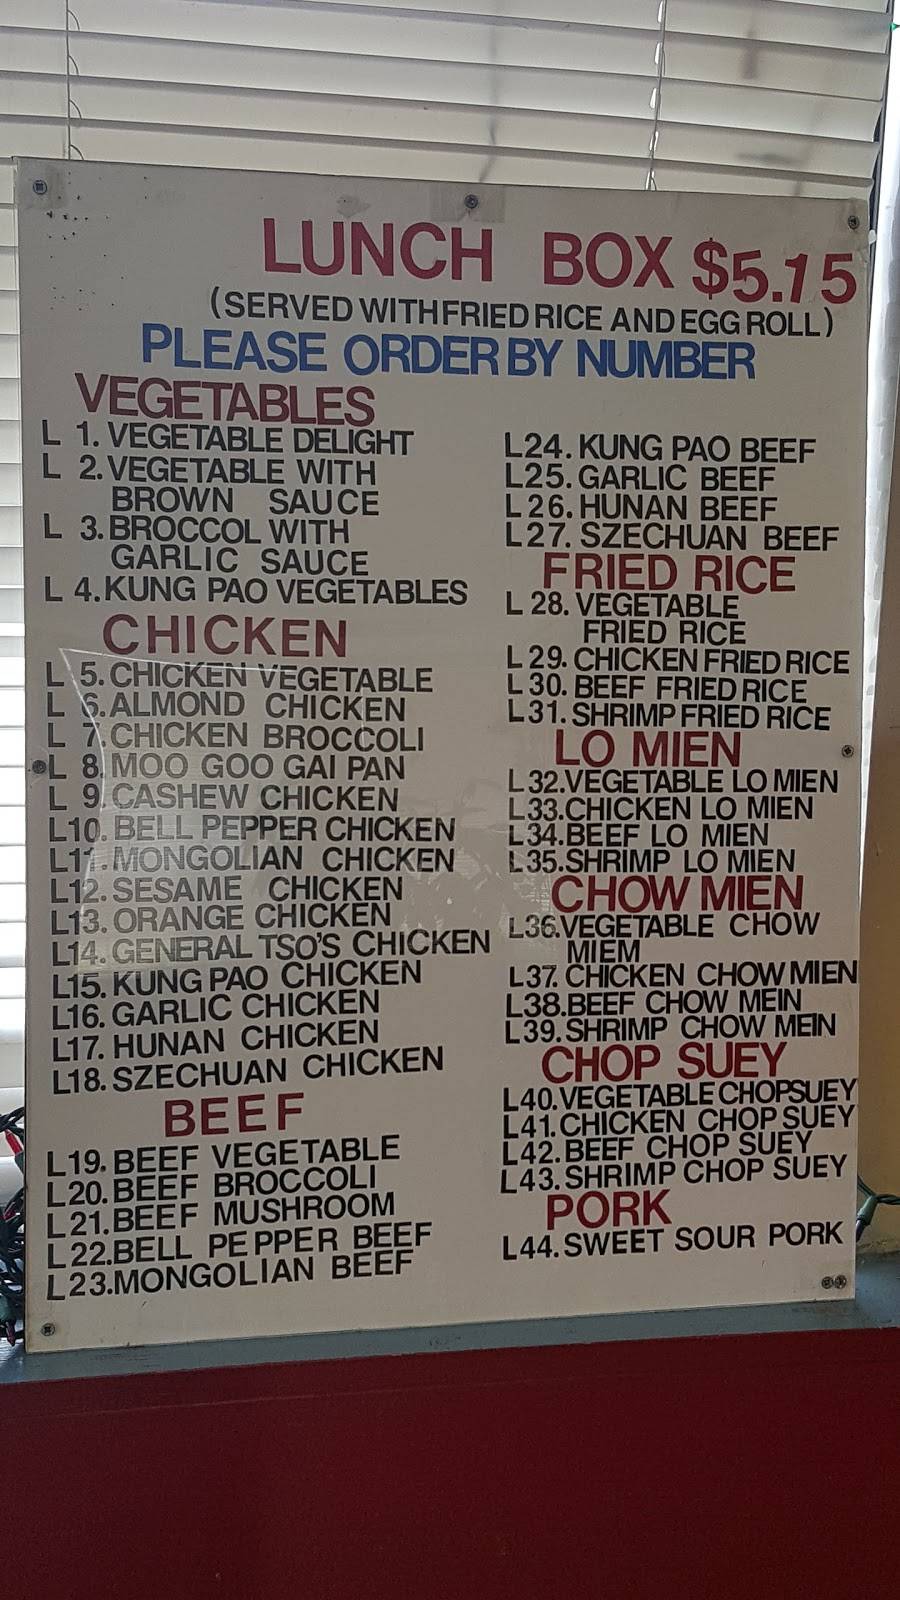 LUNCH BOX $5.15
(SERVED WITH FRIED RICE AND EGG ROLL)
PLEASE ORDER BY NUMBER
VEGETABLES
L 1. VEGETABLE DELIGHT
L 2. VEGETABLE WITH
BROWN SAUCE
L 3. BROCCOL WITH
GARLIC SAUCE
L 4. KUNG PAO VEGETABLES
CHICKEN
L 5. CHICKEN VEGETABLE
L 6. ALMOND CHICKEN
L 7. CHICKEN BROCCOLI
L 8. MOO GOO GAI PAN
L 9. CASHEW CHICKEN
L10. BELL PEPPER CHICKEN
L11. MONGOLIAN CHICKEN
L12. SESAME CHICKEN
L13. ORANGE CHICKEN
L14. GENERAL TSO'S CHICKEN
L15. KUNG PAO CHICKEN
L16. GARLIC CHICKEN
L17. HUNAN CHICKEN
L18. SZECHUAN CHICKEN
BEEF
L19. BEEF VEGETABLE
L20. BEEF BROCCOLI
L21. BEEF MUSHROOM
L22. BELL PEPPER BEEF
L23. MONGOLIAN BEEF
L24. KUNG PAO BEEF
L25. GARLIC BEEF
L26. HUNAN BEEF
L27. SZECHUAN BEEF
FRIED RICE
L28. VEGETABLE
FRIED RICE
L29. CHICKEN FRIED RICE
L30. BEEF FRIED RICE
L31. SHRIMP FRIED RICE
LO MIEN
L32. VEGETABLE LO MIEN
L33. CHICKEN LO MIEN
L34. BEEF LO MIEN
L35. SHRIMP LO MIEN
CHOW MIEN
L36. VEGETABLE CHOW
MIEM
L37. CHICKEN CHOW MIEN
L38. BEEF CHOW MEIN
L39. SHRIMP CHOW MEIN
CHOP SUEY
L40. VEGETABLE CHOPSUEY
L41. CHICKEN CHOP SUEY
L42. BEEF CHOP SUEY
L43. SHRIMP CHOP SUEY
PORK
L44. SWEET SOUR PORK